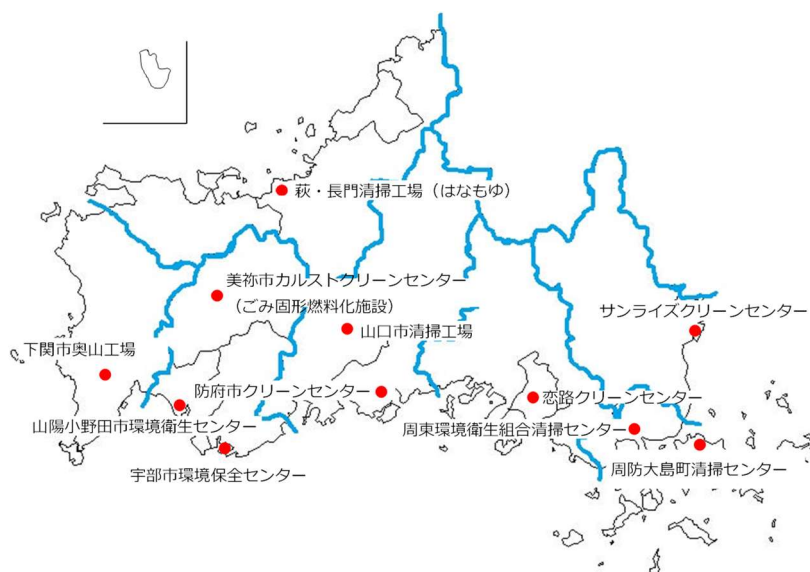 萩・長門清掃工場（はなもゆ）
美祢市カルストクリーンセンター
（ごみ固形燃料化施設）
サンライズクリーンセンター
山口市清掃工場
下関市奥山工場
防府市クリーンセンター
恋路クリーンセンター
山陽小野田市環境衛生センター
周東環境衛生組合清掃センター
宇部市環境保全センター
周防大島町清掃センター